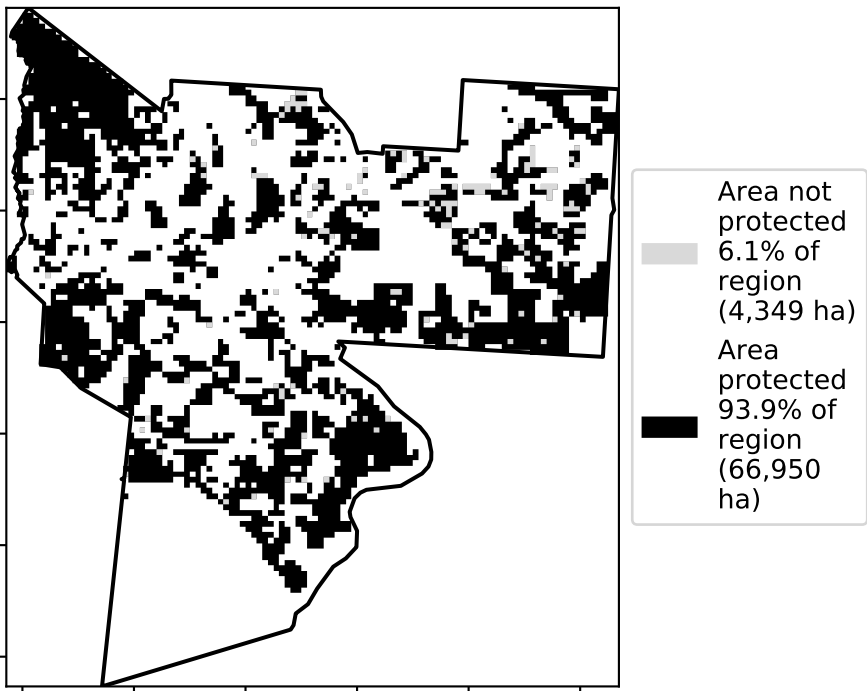 Area not
protected
6.1% of
region
(4,349 ha)
Area
protected
93.9% of
region
(66,950
ha)